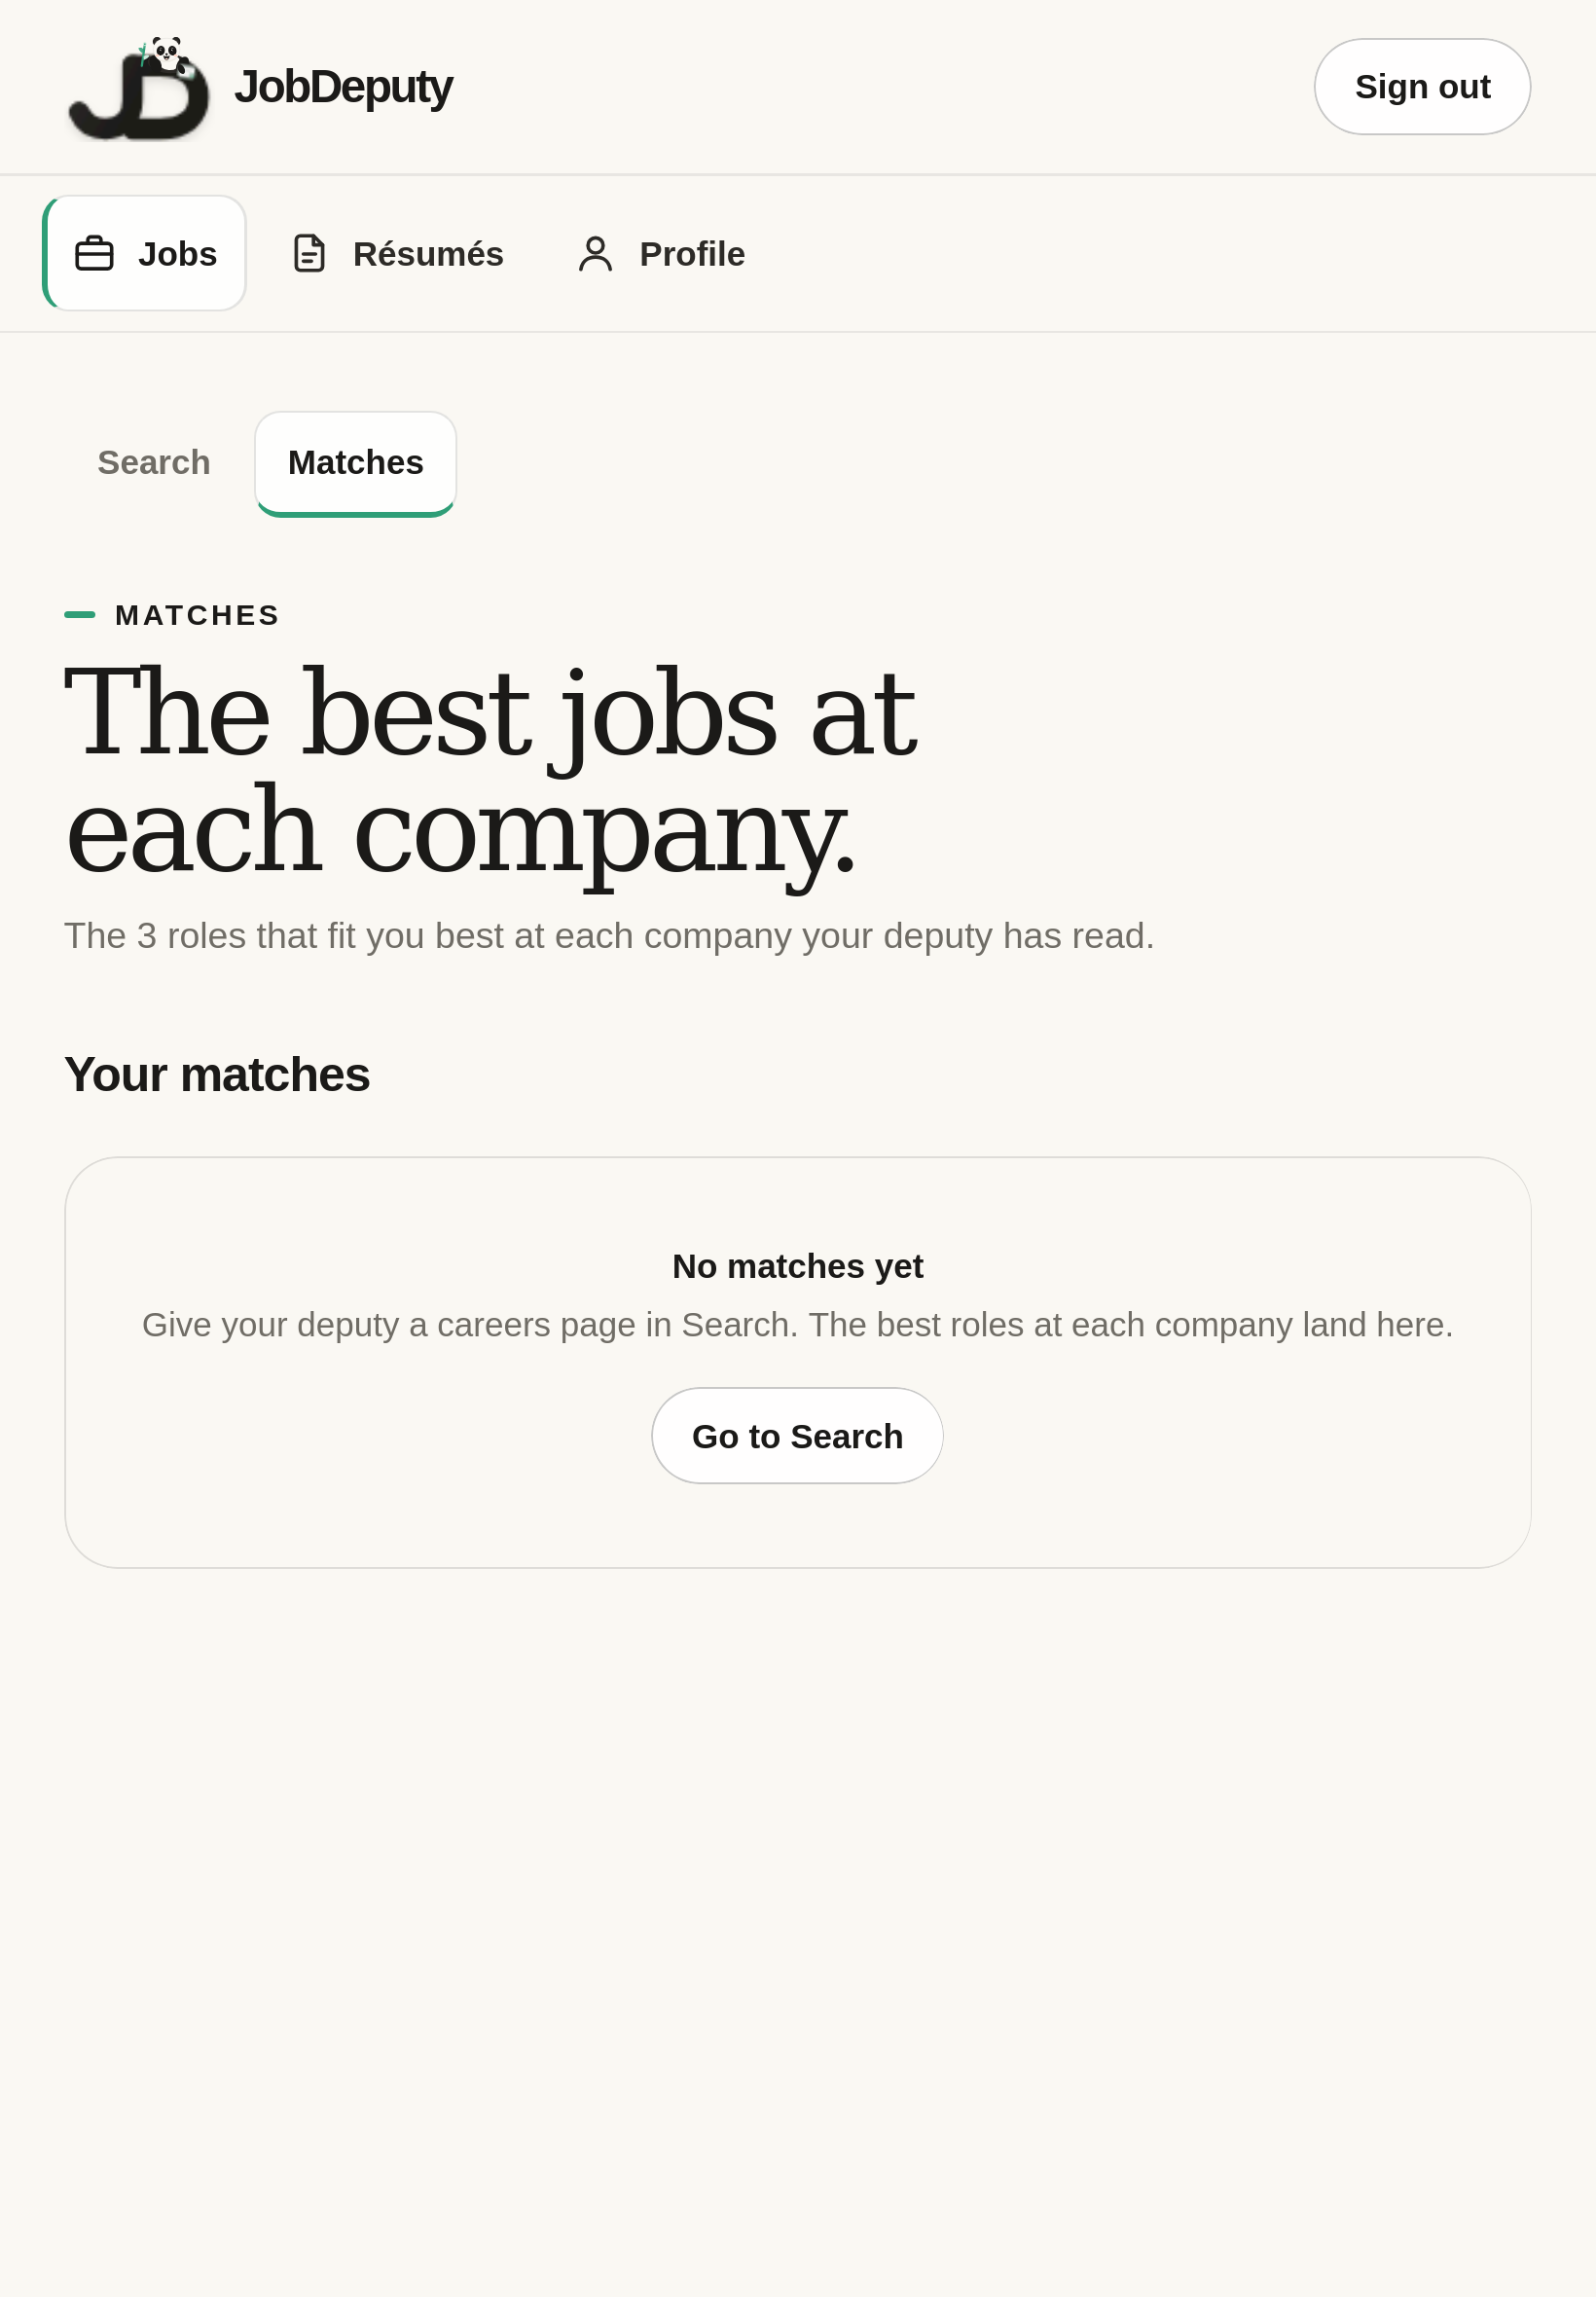 JD
JobDeputy
Sign out
Jobs
Résumés
Profile
Search
Matches
MATCHES
The best jobs at
each company.
The 3 roles that fit you best at each company your deputy has read.
Your matches
No matches yet
Give your deputy a careers page in Search. The best roles at each company land here.
Go to Search